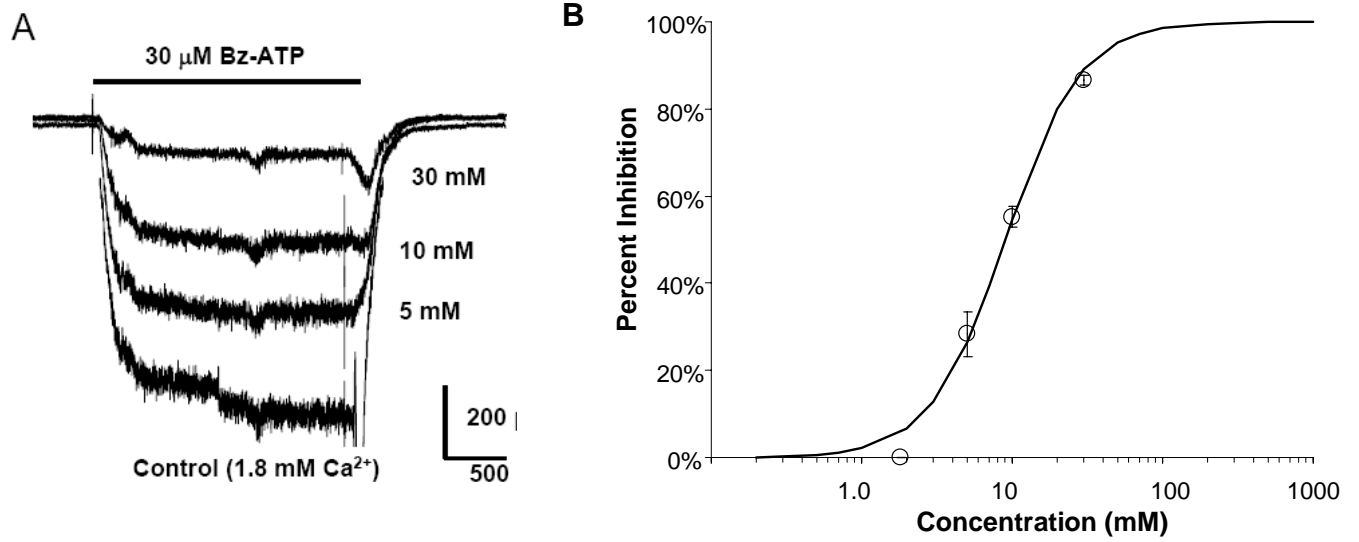 A
30 μM Bz-ATP
30 mM
10 mM
5 mM
200
500
Control (1.8 mM Ca²⁺)
B
100%
80%
60%
40%
20%
0%
Percent Inhibition
1.0
10
100
1000
Concentration (mM)